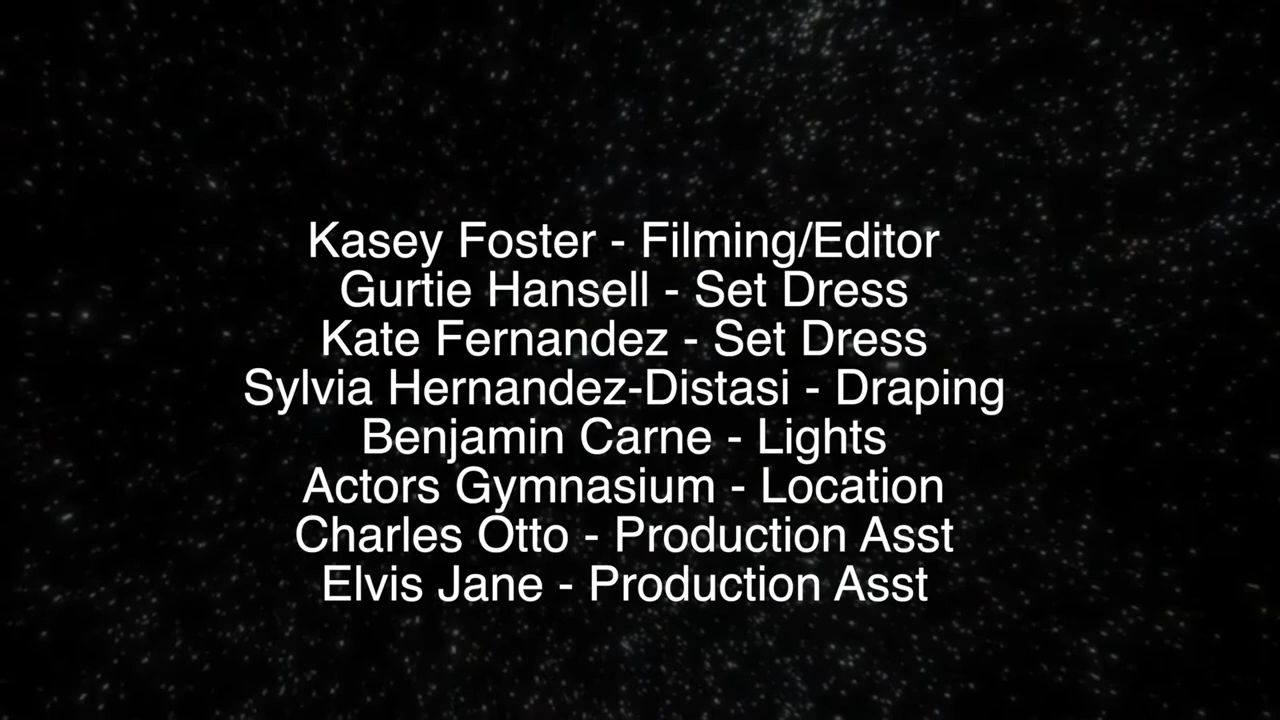 Kasey Foster - Filming/Editor
Gurtie Hansell - Set Dress
Kate Fernandez - Set Dress
Sylvia Hernandez-Distasi - Draping
Benjamin Carne - Lights
Actors Gymnasium - Location
Charles Otto - Production Asst
Elvis Jane - Production Asst